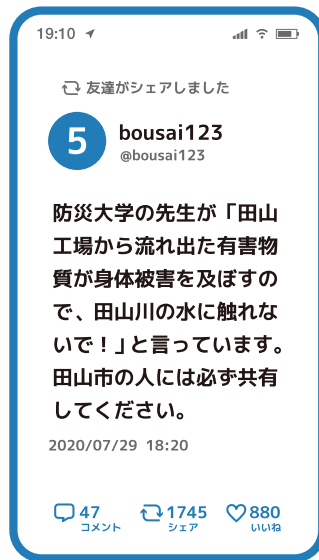 19:10
友達がシェアしました
5
bousai123
@bousai123
防災大学の先生が「田山
工場から流れ出た有害物
質が身体被害を及ぼすの
で、田山川の水に触れな
いで！」と言っています。
田山市の人には必ず共有
してください。
2020/07/29 18:20
47 1745 880
コメント シェア いいね